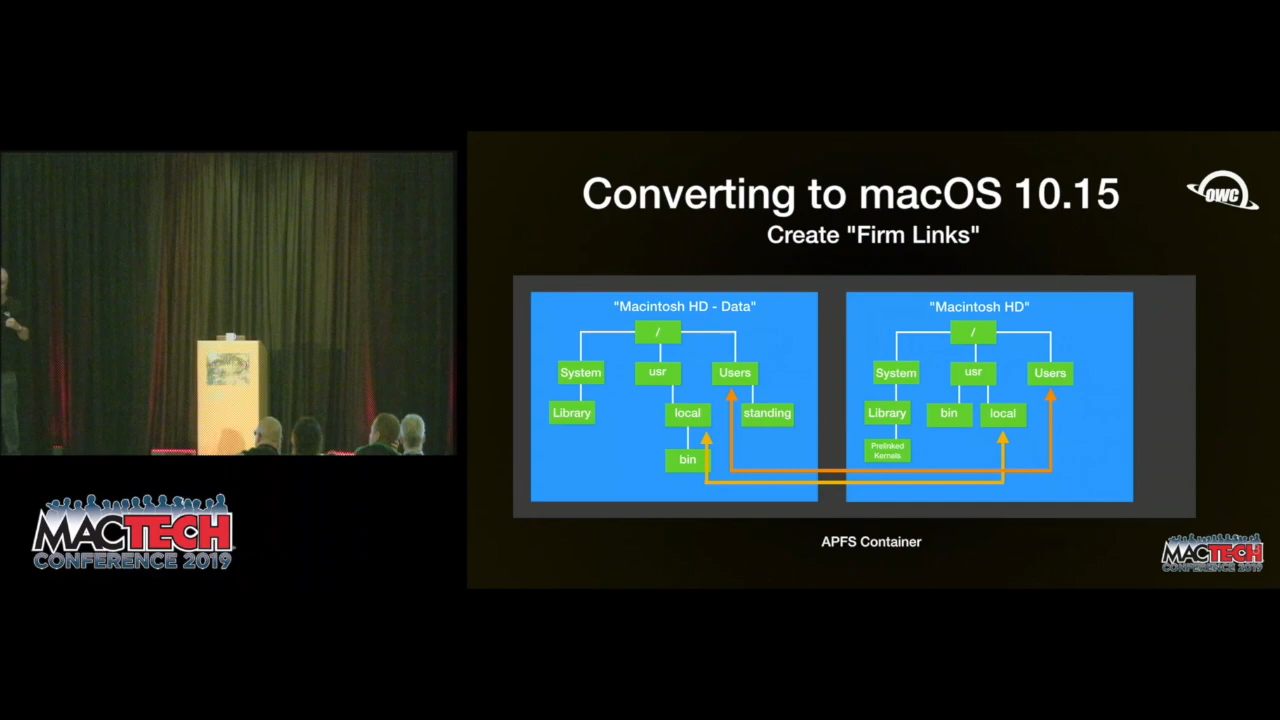 Converting to macOS 10.15
Create "Firm Links"
OWC
"Macintosh HD - Data"
/
System
usr
Users
Library
local
standing
bin
"Macintosh HD"
/
System
usr
Users
Library
bin
local
Prelinked
Kernels
APFS Container
MACTECH
CONFERENCE 2019
MACTECH
CONFERENCE 2019